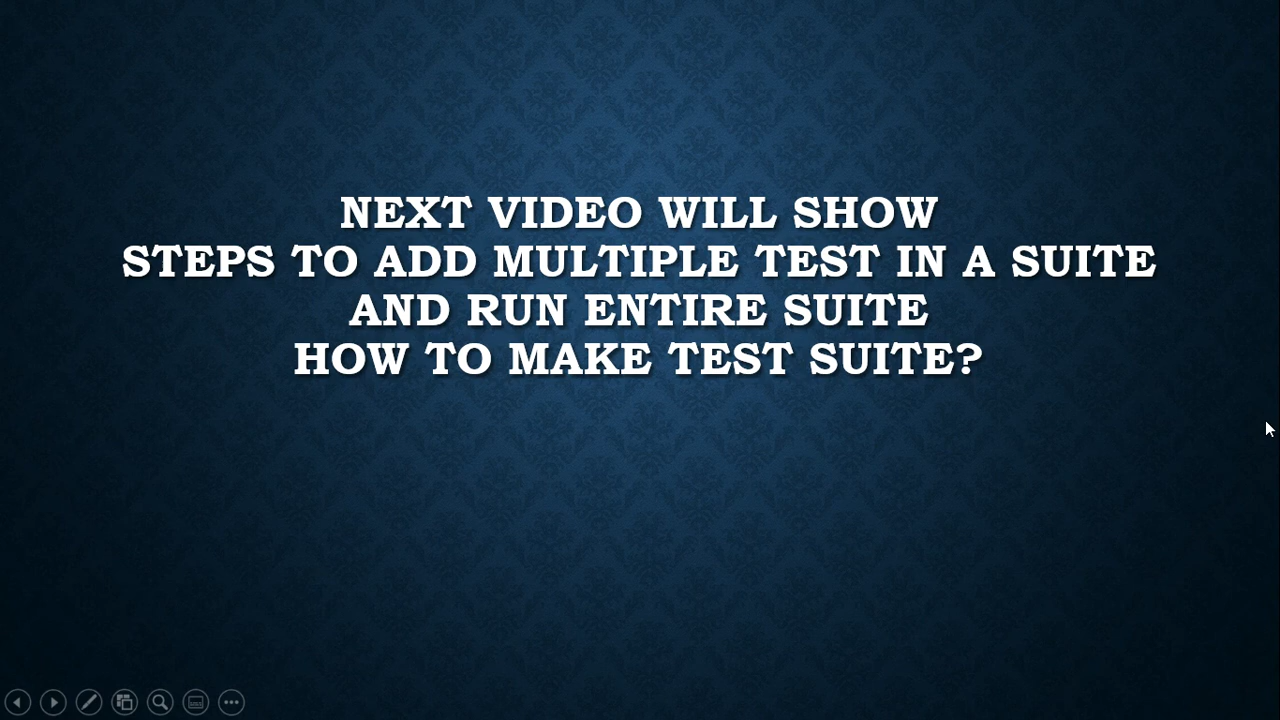 NEXT VIDEO WILL SHOW
STEPS TO ADD MULTIPLE TEST IN A SUITE
AND RUN ENTIRE SUITE
HOW TO MAKE TEST SUITE?